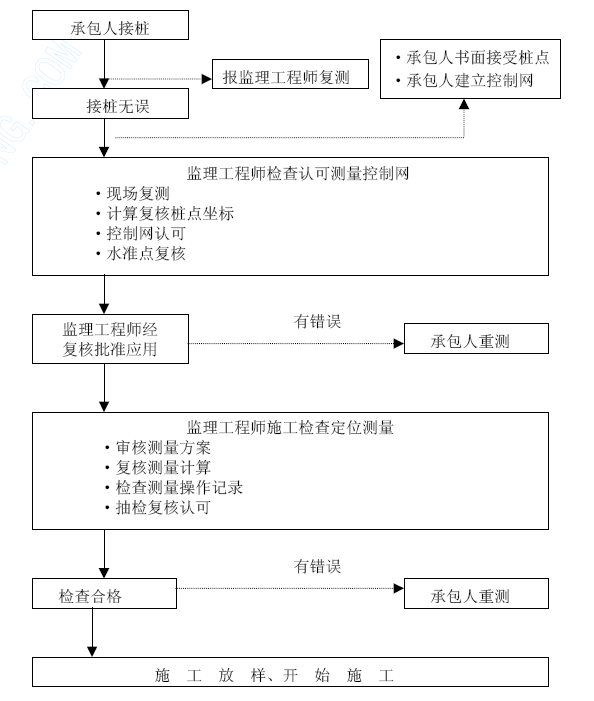 承包人接桩
报监理工程师复测
·承包人书面接受桩点
·承包人建立控制网
接桩无误
监理工程师检查认可测量控制网
·现场复测
·计算复核桩点坐标
·控制网认可
·水准点复核
监理工程师经
复核批准应用
有错误
承包人重测
监理工程师施工检查定位测量
·审核测量方案
·复核测量计算
·检查测量操作记录
·抽检复核认可
有错误
检查合格
承包人重测
施 工 放 样、开 始 施 工